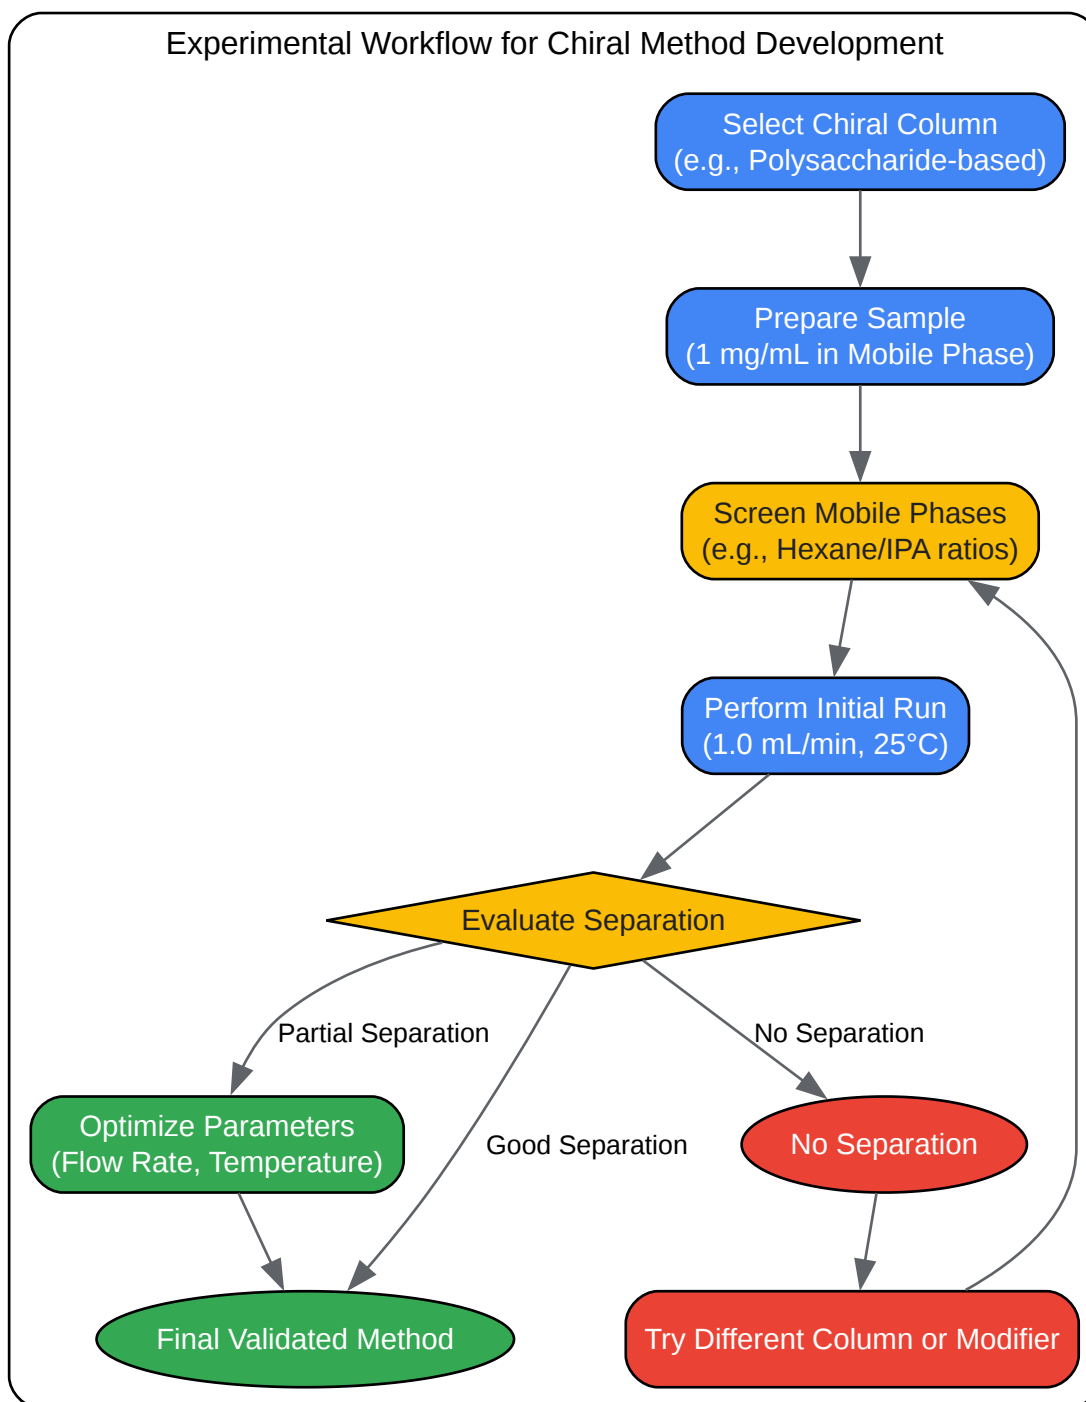 Experimental Workflow for Chiral Method Development
Select Chiral Column
(e.g., Polysaccharide-based)
Prepare Sample
(1 mg/mL in Mobile Phase)
Screen Mobile Phases
(e.g., Hexane/IPA ratios)
Perform Initial Run
(1.0 mL/min, 25°C)
Evaluate Separation
Partial Separation
No Separation
Optimize Parameters
(Flow Rate, Temperature)
Good Separation
No Separation
Final Validated Method
Try Different Column or Modifier